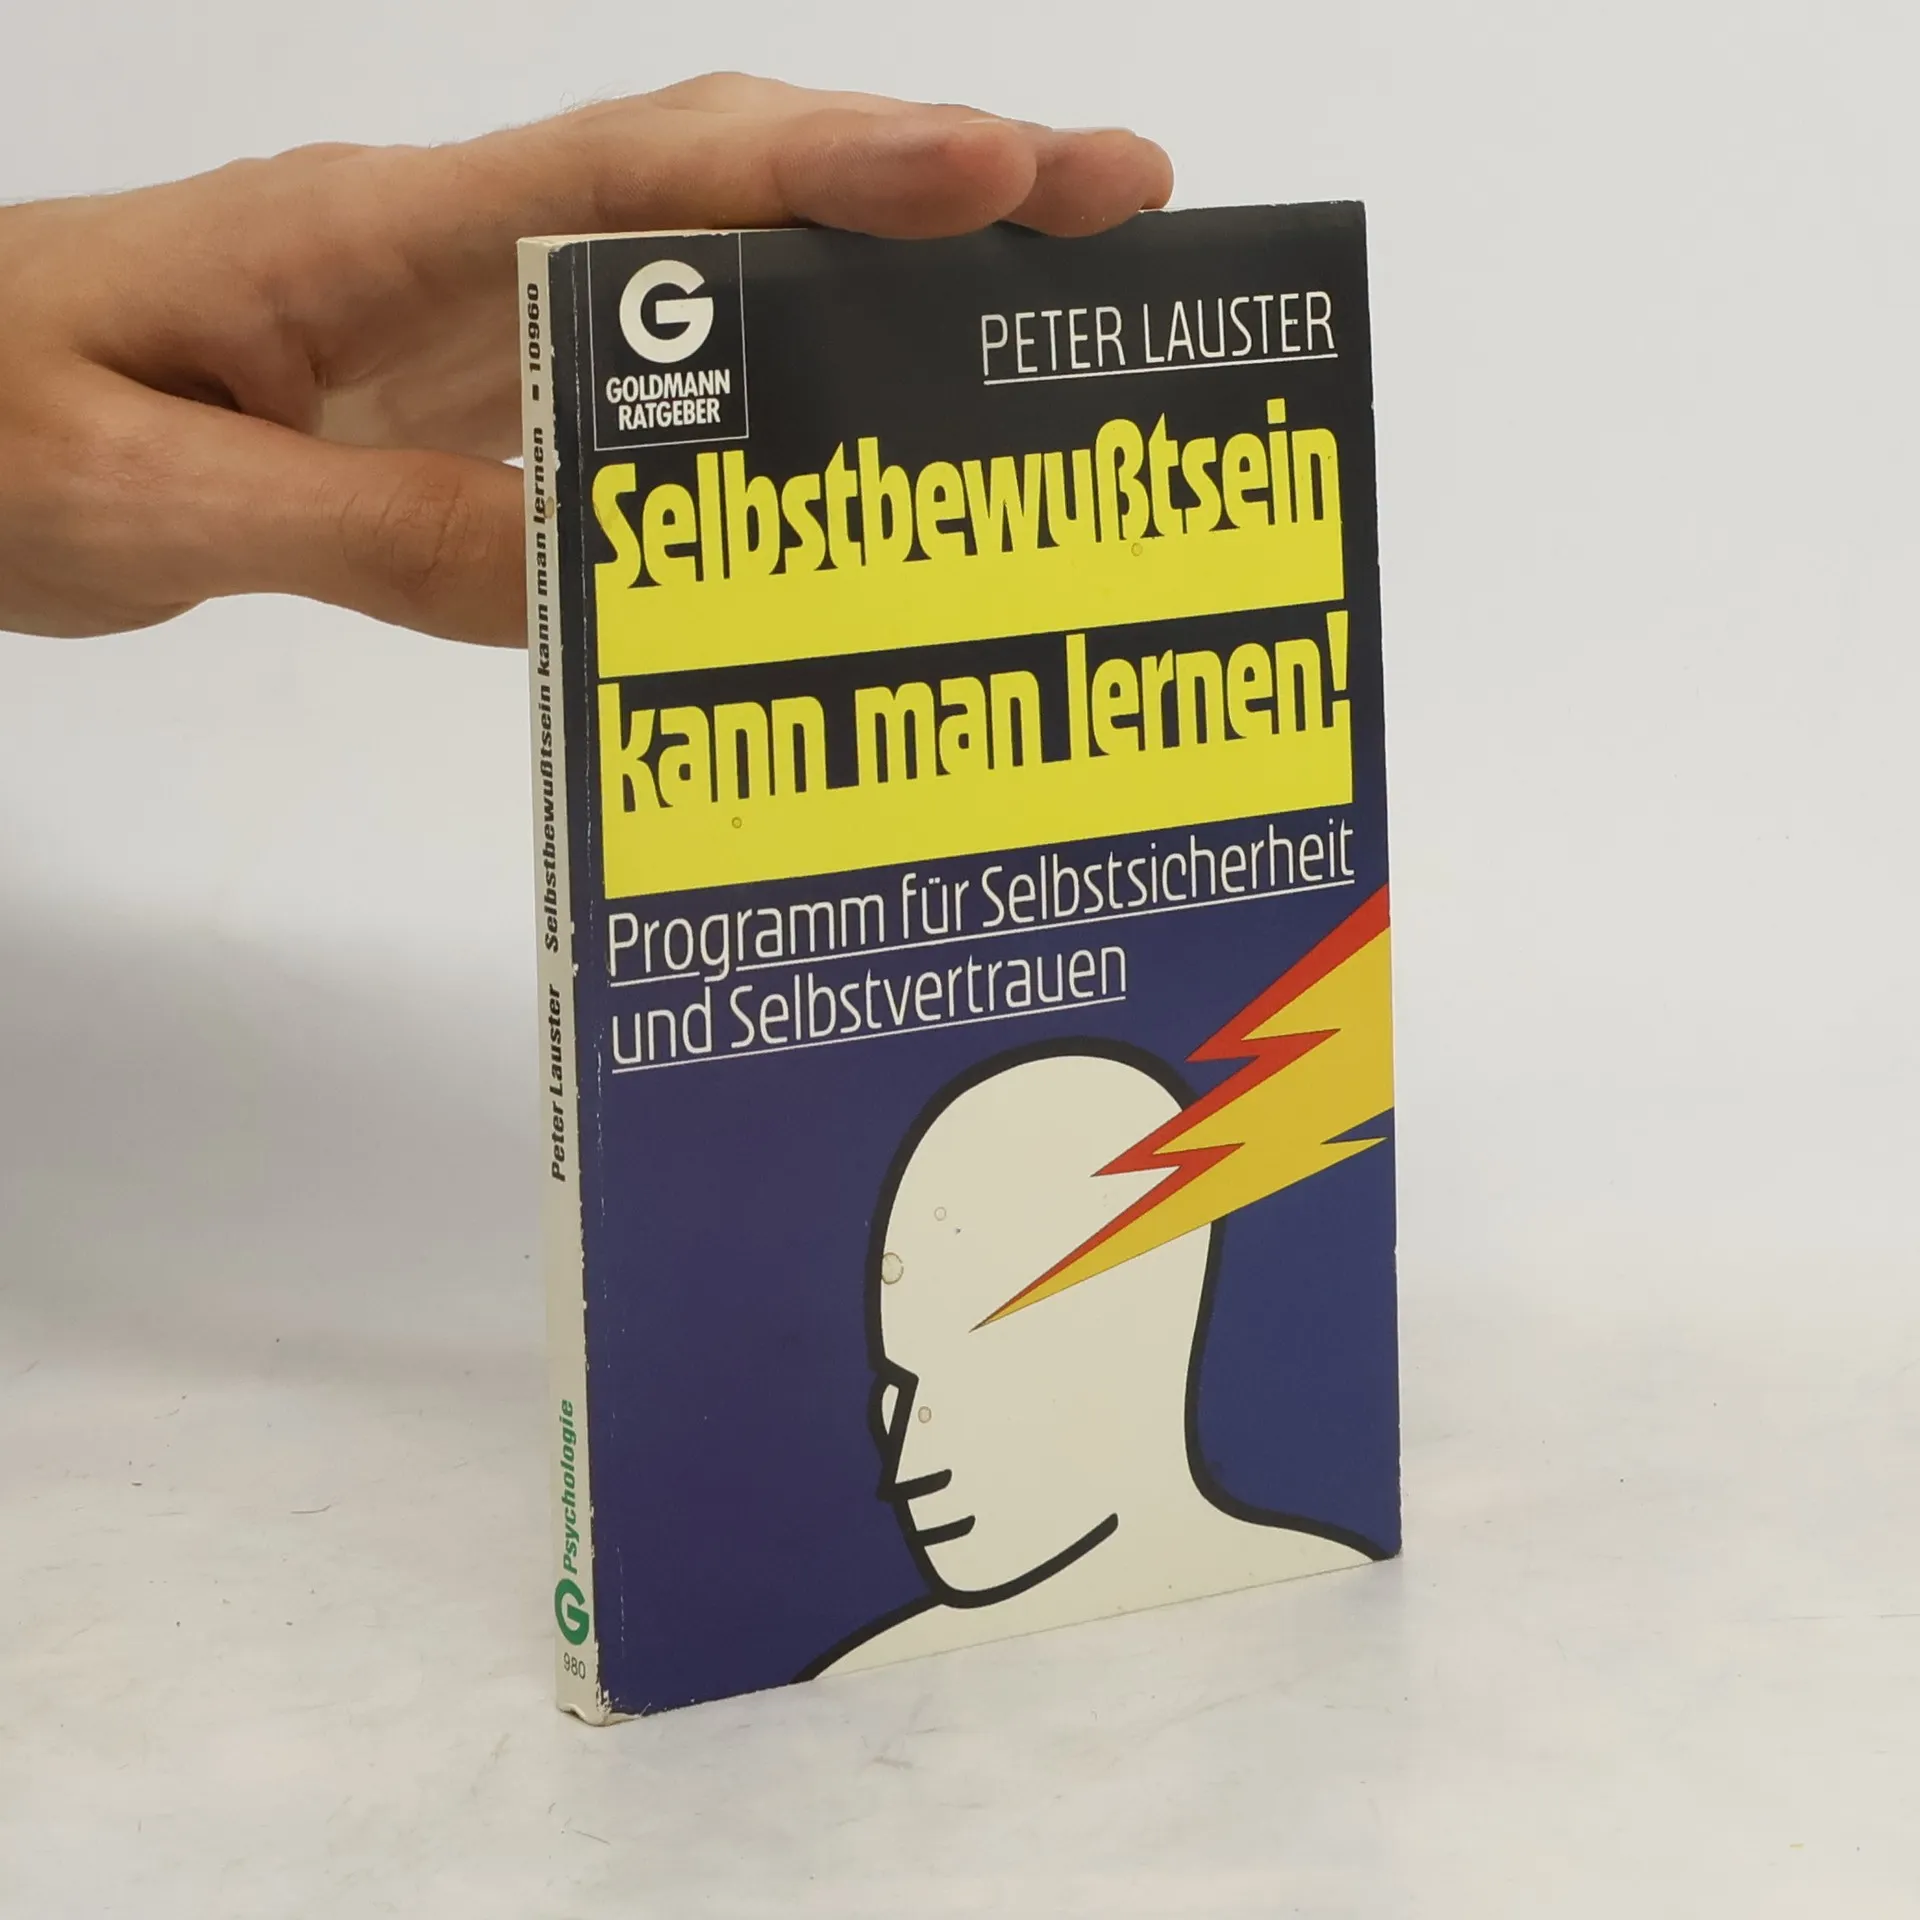 G
GOLDMANN
RATGEBER
PETER LAUSTER
Selbstbewußtsein
kann man lernen!
Programm für Selbstsicherheit
und Selbstvertrauen
Peter Lauster Selbstbewußtsein kann man lernen ▪ 10960
G Psychologie
980